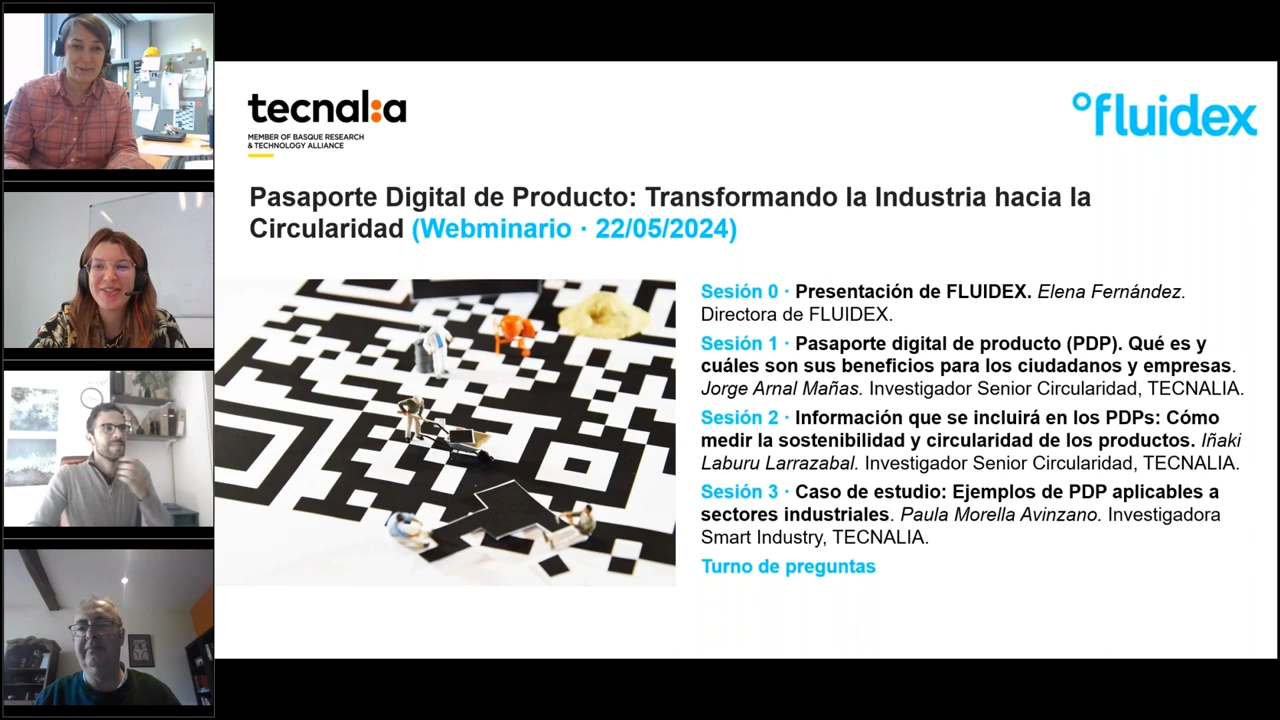 tecnal:a
MEMBER OF BASQUE RESEARCH
& TECHNOLOGY ALLIANCE
fluidex
Pasaporte Digital de Producto: Transformando la Industria hacia la
Circularidad (Webminario · 22/05/2024)
Sesión 0 · Presentación de FLUIDEX. Elena Fernández.
Directora de FLUIDEX.
Sesión 1 · Pasaporte digital de producto (PDP). Qué es y
cuáles son sus beneficios para los ciudadanos y empresas.
Jorge Arnal Mañas. Investigador Senior Circularidad, TECNALIA.
Sesión 2 · Información que se incluirá en los PDPs: Cómo
medir la sostenibilidad y circularidad de los productos. Iñaki
Laburu Larrazabal. Investigador Senior Circularidad, TECNALIA.
Sesión 3 · Caso de estudio: Ejemplos de PDP aplicables a
sectores industriales. Paula Morella Avinzano. Investigadora
Smart Industry, TECNALIA.
Turno de preguntas